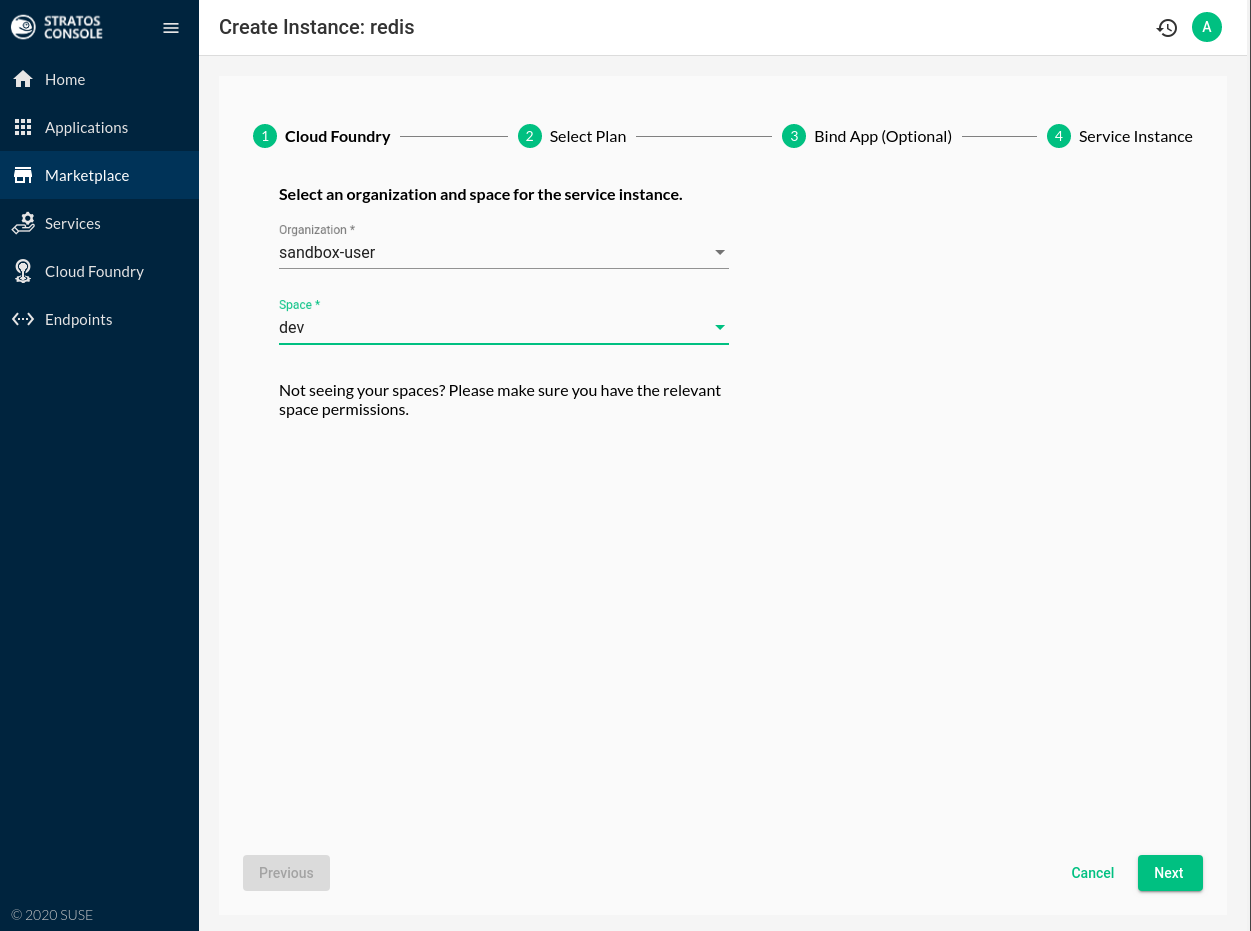 STRATOS
CONSOLE
Create Instance: redis
A
Home
Applications
Marketplace
Services
Cloud Foundry
Endpoints
1 Cloud Foundry 2 Select Plan 3 Bind App (Optional) 4 Service Instance
Select an organization and space for the service instance.
Organization *
sandbox-user
Space *
dev
Not seeing your spaces? Please make sure you have the relevant
space permissions.
Previous
Cancel
Next
© 2020 SUSE